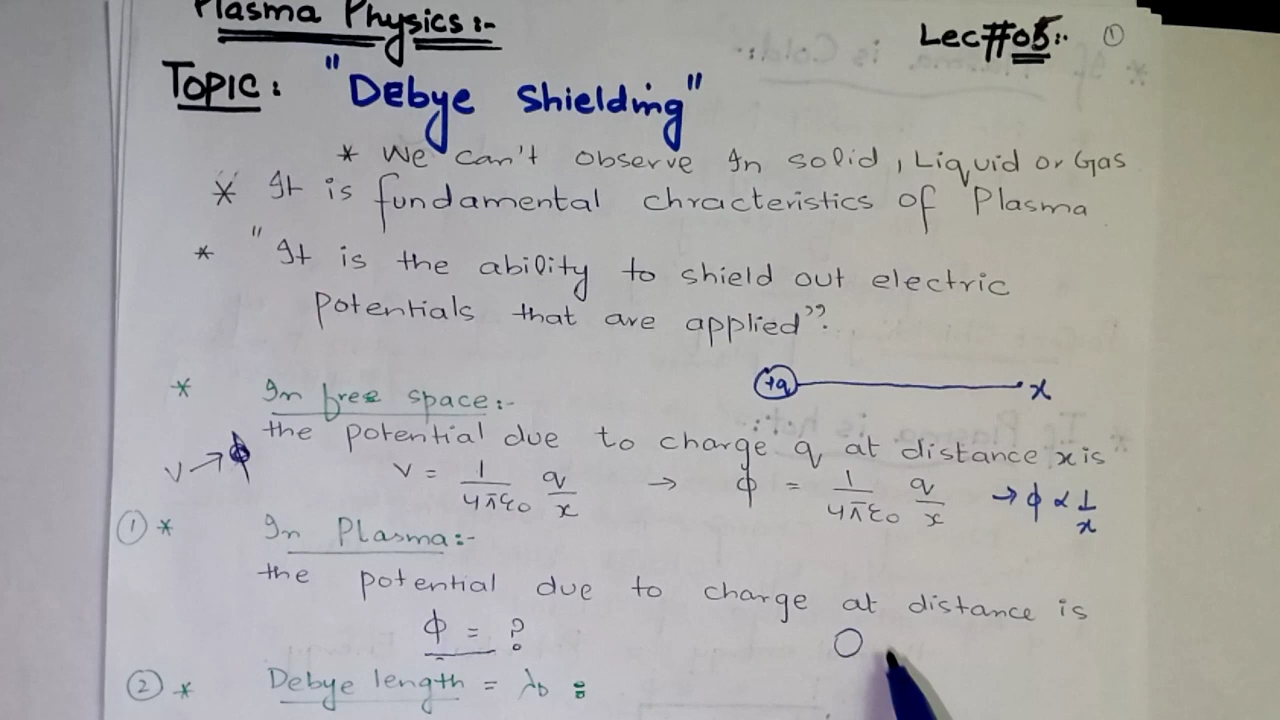 Plasma Physics:-
Lec#05:- ①
Topic: "Debye Shielding"
* We can't observe In solid, Liquid or Gas
* It is fundamental chracteristics of Plasma
* "It is the ability to shield out electric
potentials that are applied".
+q x
* In free space:-
the potential due to charge q at distance x is
V → ϕ
V = 1/4πε₀ q/x → ϕ = 1/4πε₀ q/x → ϕ ∝ 1/x
① * In Plasma:-
the potential due to charge at distance is
ϕ = ?
② * Debye length = λD :